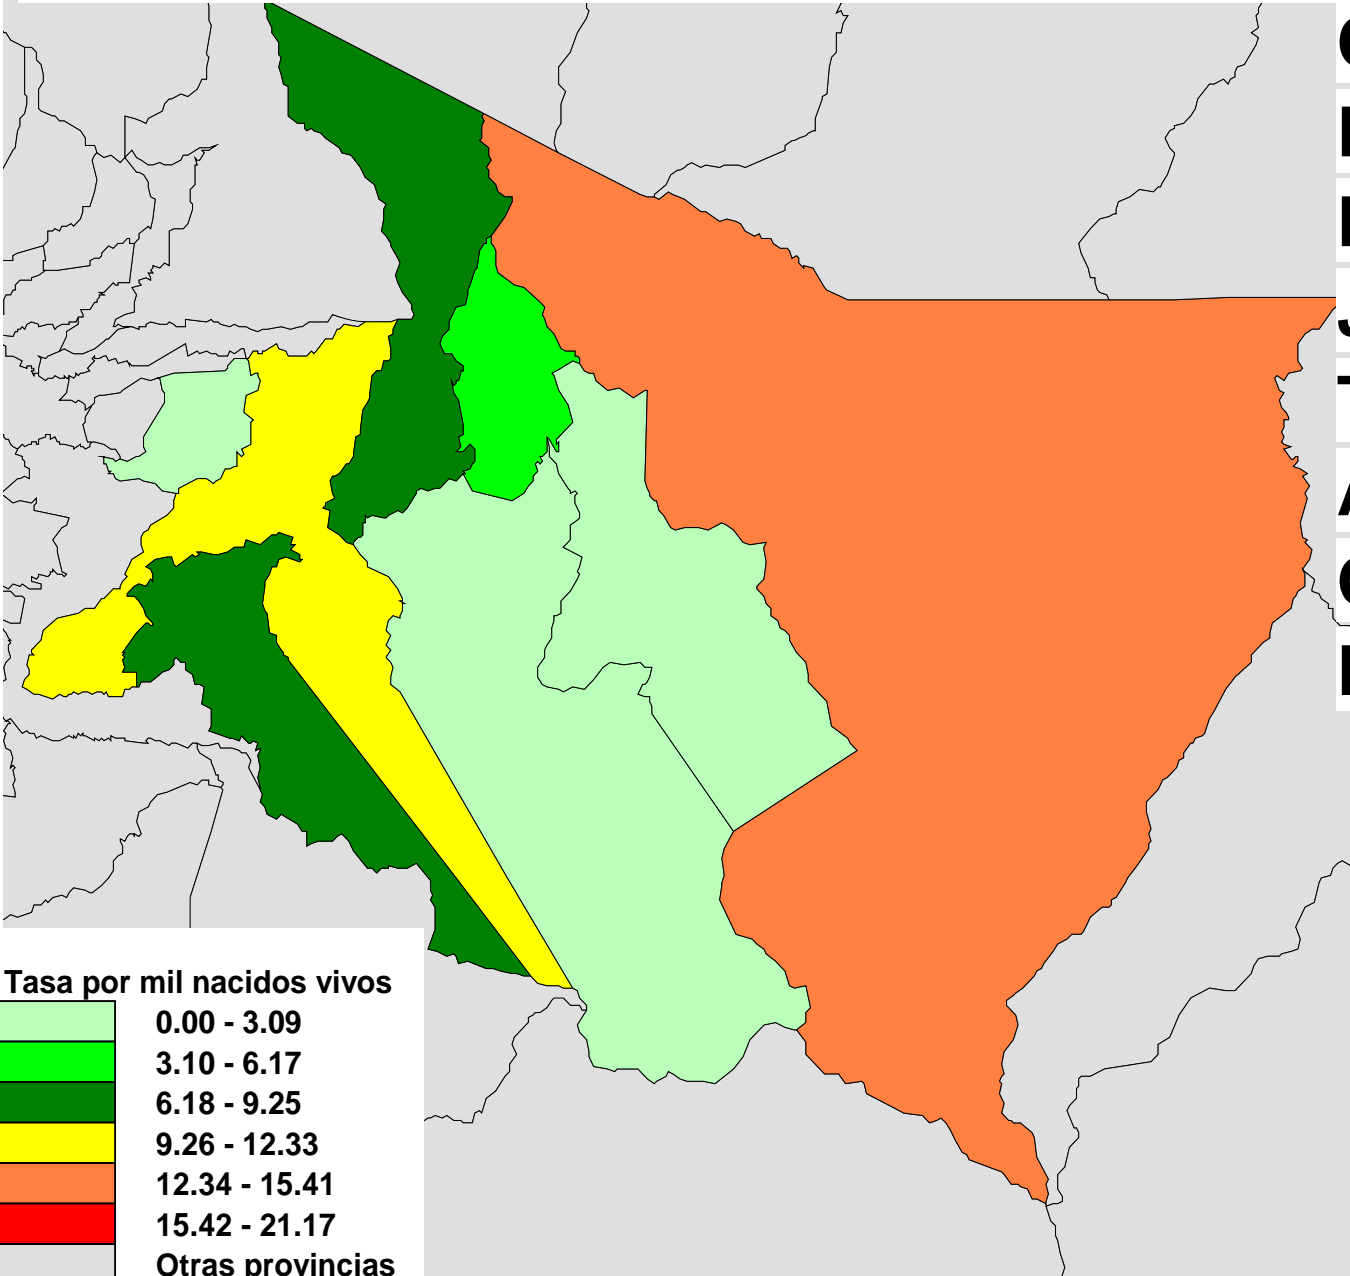 Tasa por mil nacidos vivos
0.00 - 3.09
3.10 - 6.17
6.18 - 9.25
9.26 - 12.33
12.34 - 15.41
15.42 - 21.17
Otras provincias